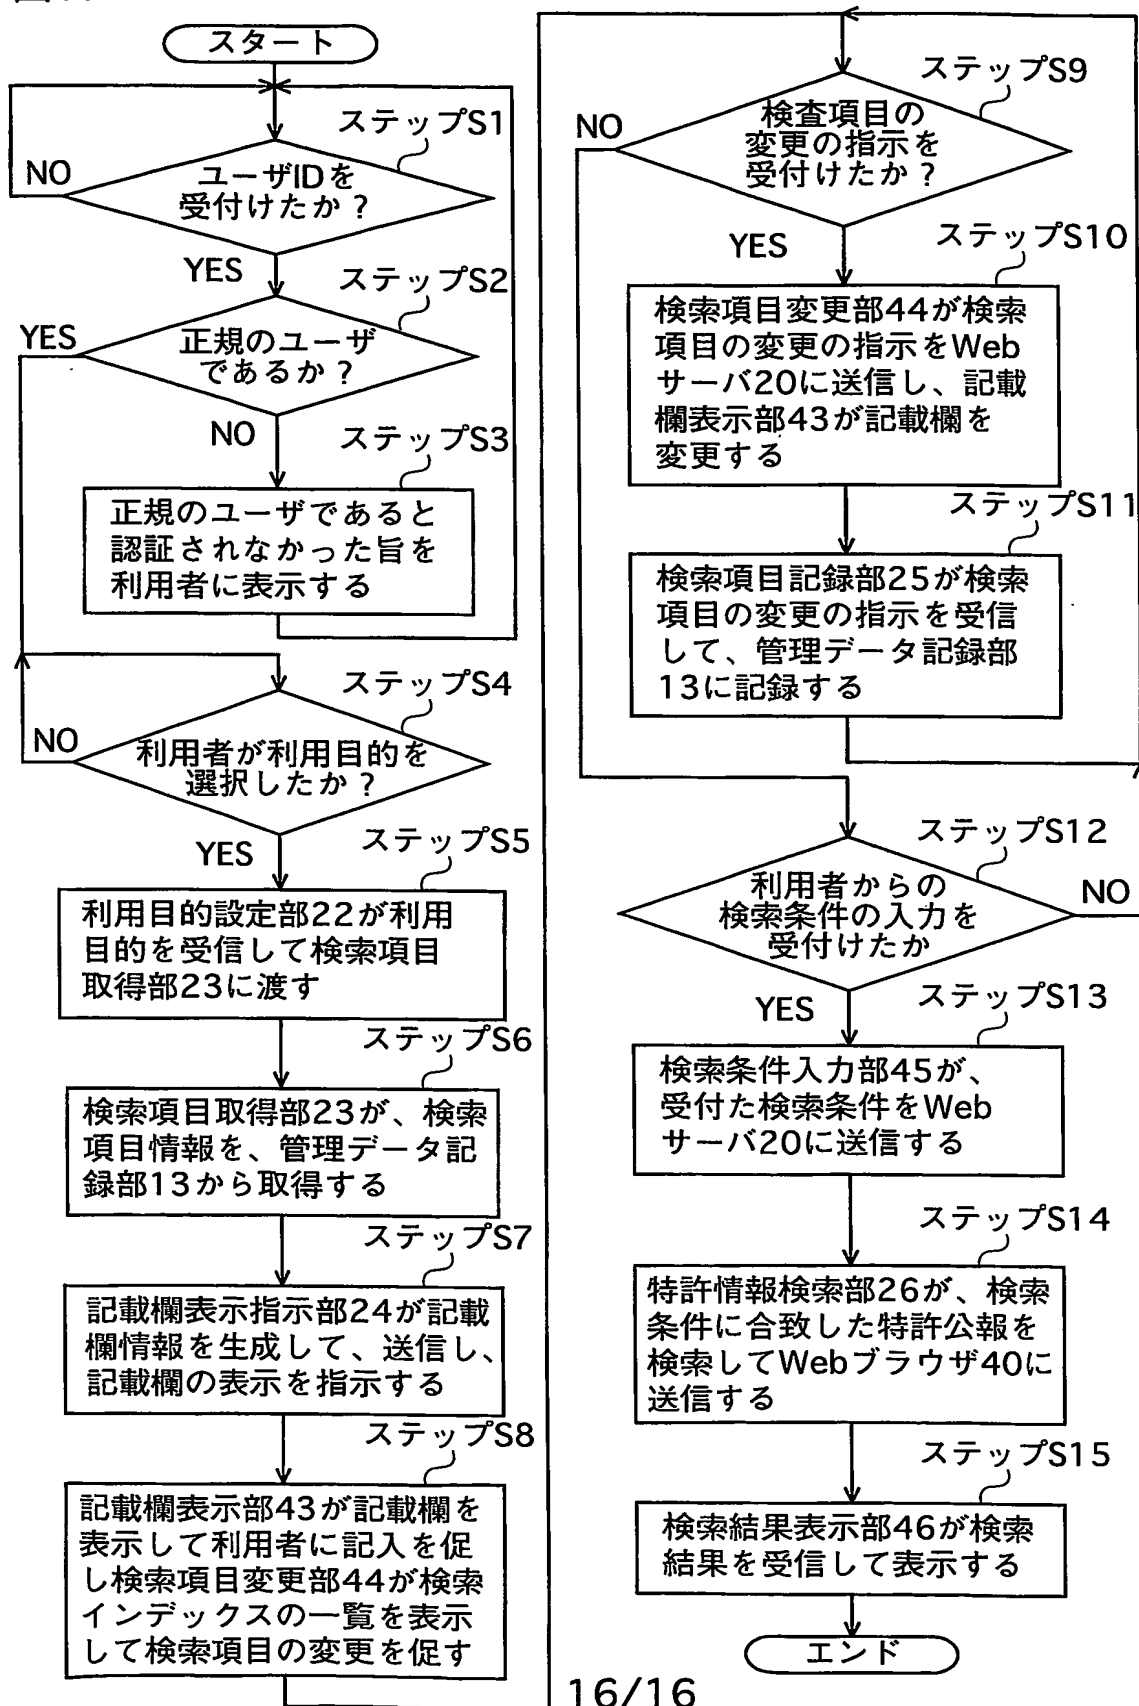 スタート
ステップS1
ユーザIDを
受付けたか？
NO
YES
ステップS2
正規のユーザ
であるか？
YES
NO
ステップS3
正規のユーザであると
認証されなかった旨を
利用者に表示する
ステップS4
利用者が利用目的を
選択したか？
NO
YES
ステップS5
利用目的設定部22が利用
目的を受信して検索項目
取得部23に渡す
ステップS6
検索項目取得部23が、検索
項目情報を、管理データ記
録部13から取得する
ステップS7
記載欄表示指示部24が記載
欄情報を生成して、送信し、
記載欄の表示を指示する
ステップS8
記載欄表示部43が記載欄を
表示して利用者に記入を促
し検索項目変更部44が検索
インデックスの一覧を表示
して検索項目の変更を促す
ステップS9
検査項目の
変更の指示を
受付けたか？
NO
YES
ステップS10
検索項目変更部44が検索
項目の変更の指示をWeb
サーバ20に送信し、記載
欄表示部43が記載欄を
変更する
ステップS11
検索項目記録部25が検索
項目の変更の指示を受信
して、管理データ記録部
13に記録する
ステップS12
利用者からの
検索条件の入力を
受付けたか
NO
YES
ステップS13
検索条件入力部45が、
受付た検索条件をWeb
サーバ20に送信する
ステップS14
特許情報検索部26が、検索
条件に合致した特許公報を
検索してWebブラウザ40に
送信する
ステップS15
検索結果表示部46が検索
結果を受信して表示する
エンド
16/16